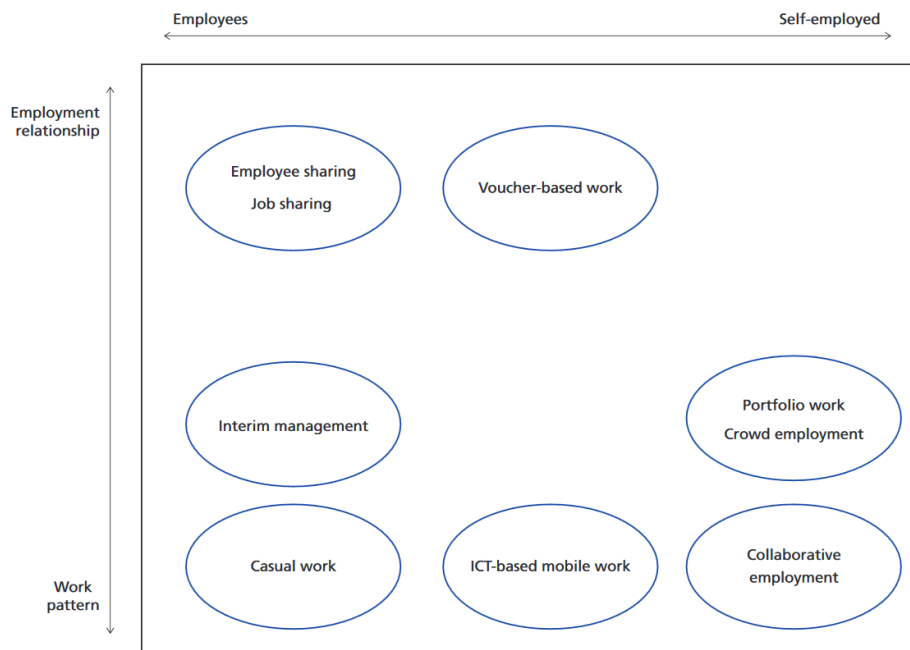 Employees
Self-employed
Employment
relationship
Employee sharing
Job sharing
Voucher-based work
Interim management
Portfolio work
Crowd employment
Casual work
ICT-based mobile work
Collaborative
employment
Work
pattern